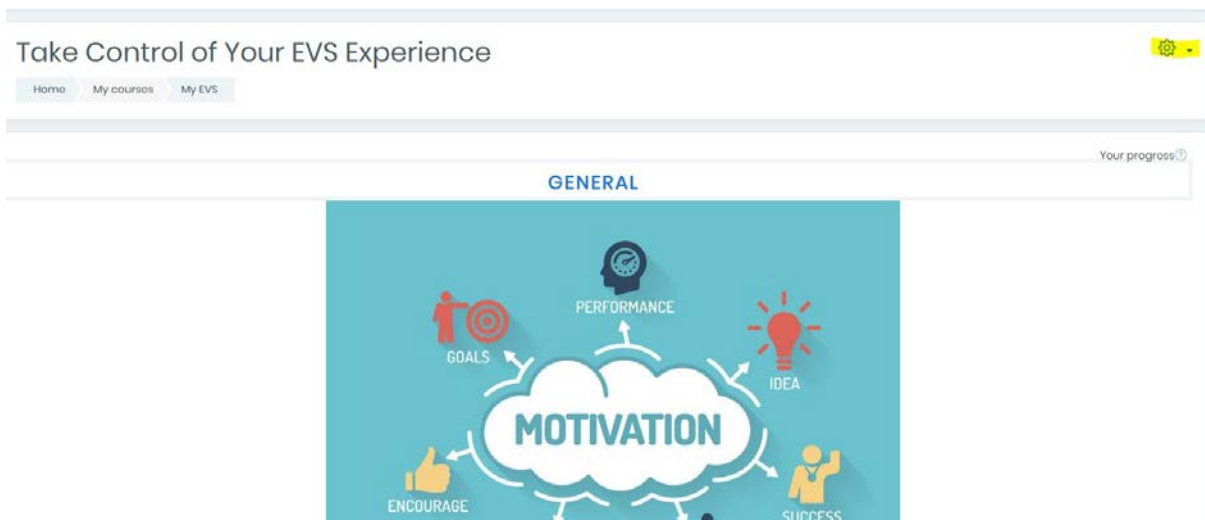 Take Control of Your EVS Experience
Home My courses My EVS
Your progress
GENERAL
PERFORMANCE
GOALS
IDEA
MOTIVATION
ENCOURAGE
SUCCESS